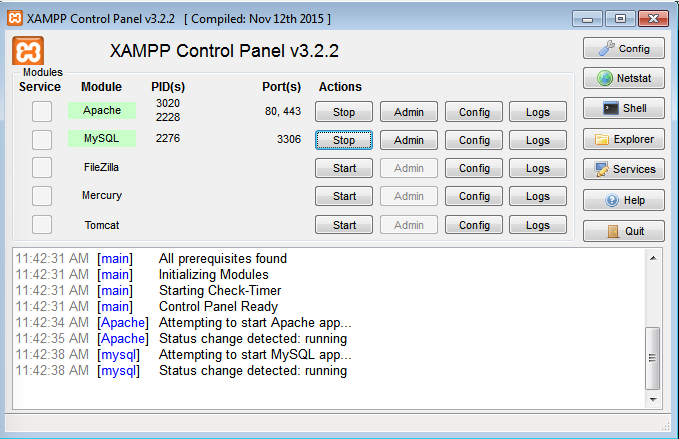 XAMPP Control Panel v3.2.2 [ Compiled: Nov 12th 2015 ]
XAMPP Control Panel v3.2.2
Config
Modules
Service Module PID(s) Port(s) Actions
Netstat
Apache 3020 2228 80, 443 Stop Admin Config Logs
Shell
MySQL 2276 3306 Stop Admin Config Logs
Explorer
FileZilla Start Admin Config Logs
Services
Mercury Start Admin Config Logs
Help
Tomcat Start Admin Config Logs
Quit
11:42:31 AM [main] All prerequisites found
11:42:31 AM [main] Initializing Modules
11:42:31 AM [main] Starting Check-Timer
11:42:31 AM [main] Control Panel Ready
11:42:34 AM [Apache] Attempting to start Apache app...
11:42:35 AM [Apache] Status change detected: running
11:42:38 AM [mysql] Attempting to start MySQL app...
11:42:38 AM [mysql] Status change detected: running